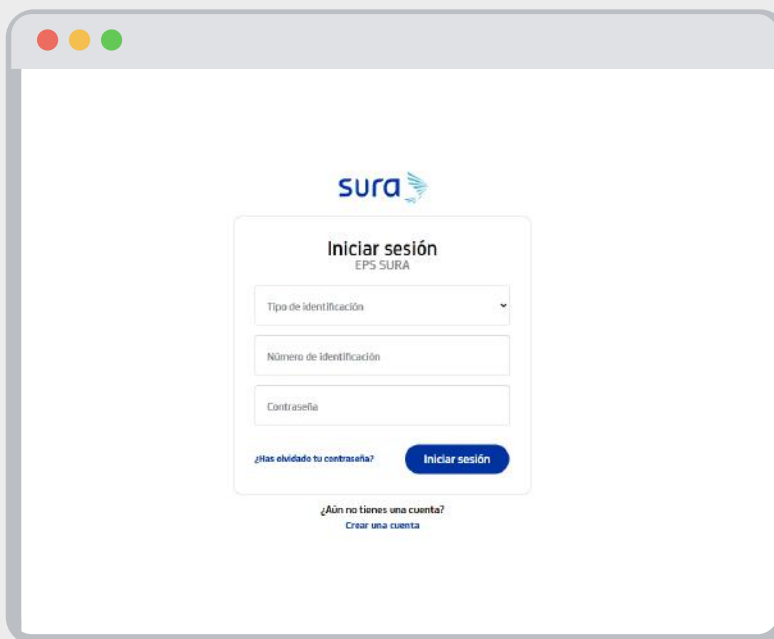 sura
Iniciar sesión
EPS SURA
Tipo de identificación
Número de identificación
Contraseña
¿Has olvidado tu contraseña?
Iniciar sesión
¿Aún no tienes una cuenta?
Crear una cuenta